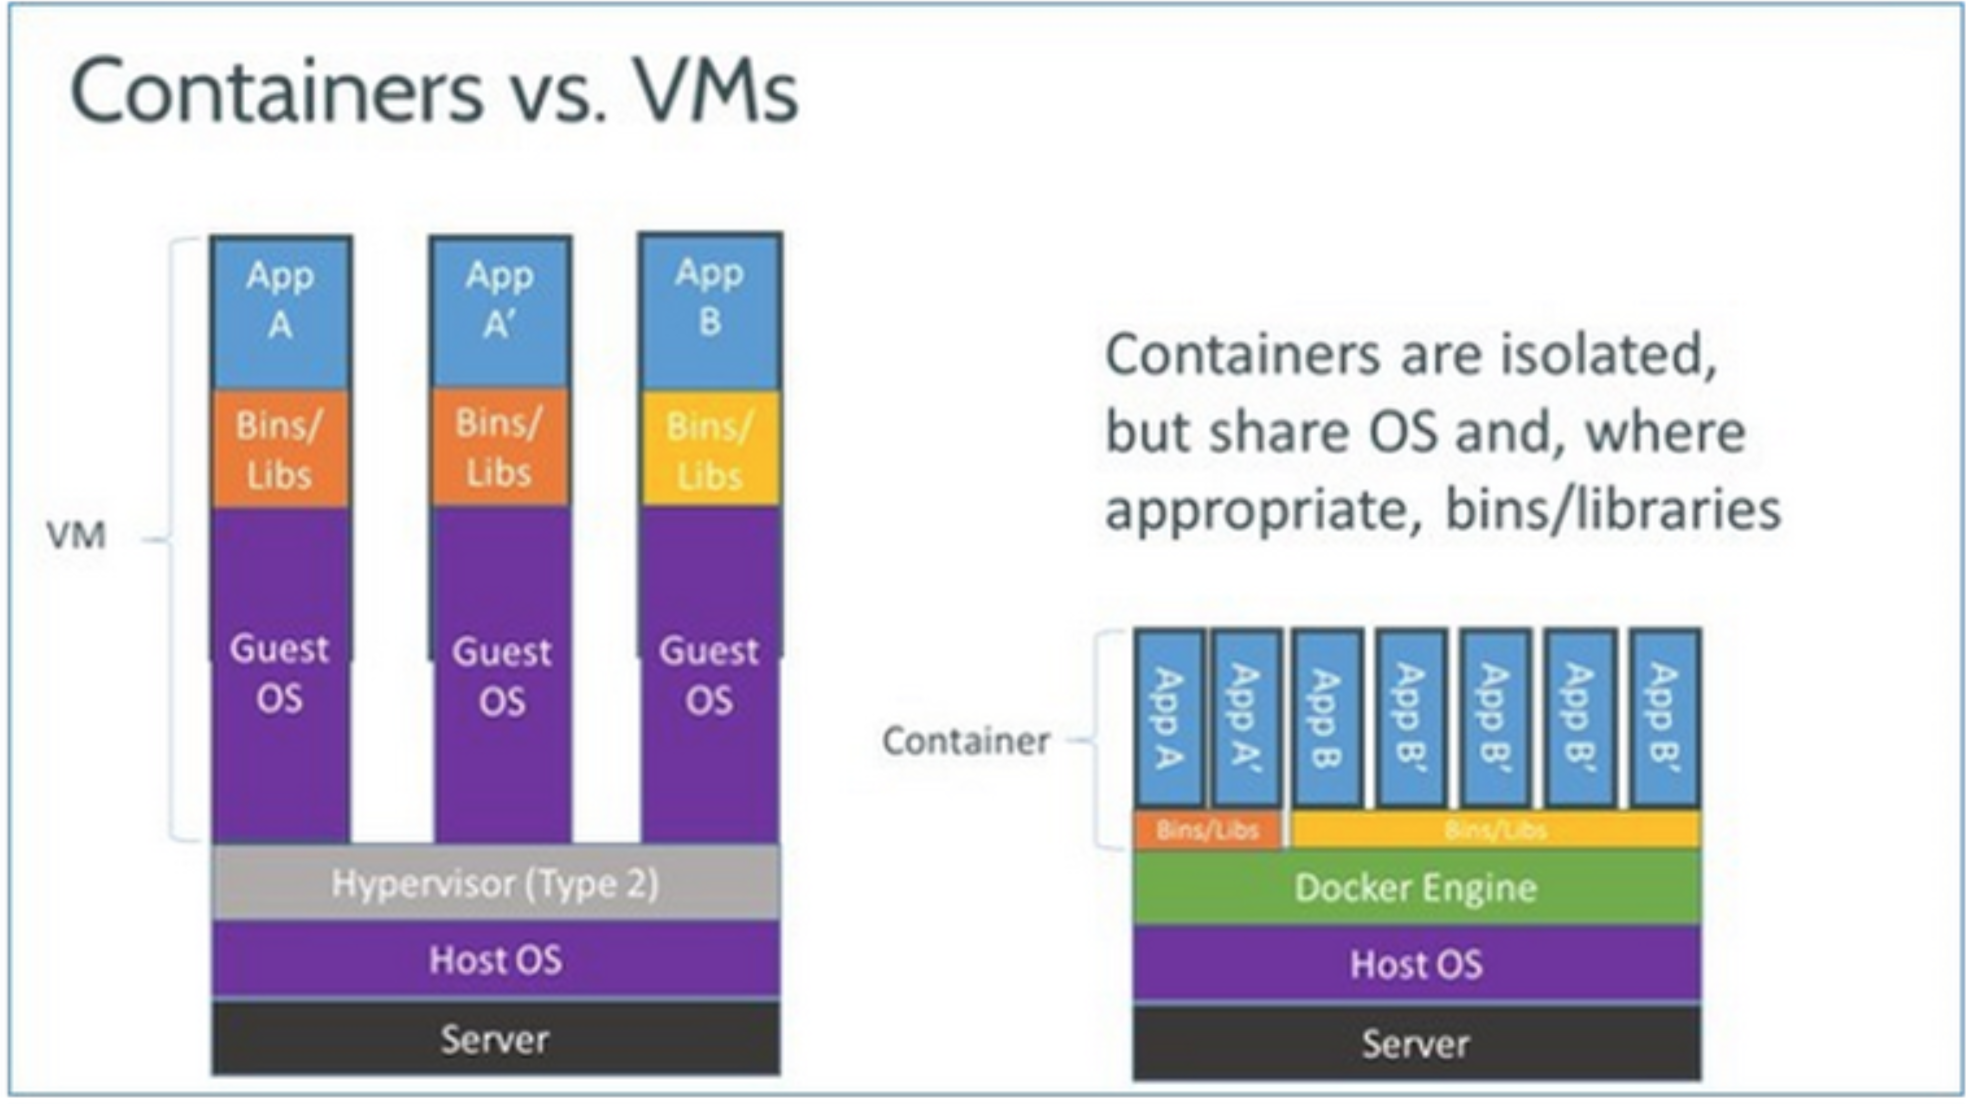 Containers vs. VMs
VM
App
A
Bins/
Libs
Guest
OS
App
A′
Bins/
Libs
Guest
OS
App
B
Bins/
Libs
Guest
OS
Hypervisor (Type 2)
Host OS
Server
Containers are isolated,
but share OS and, where
appropriate, bins/libraries
Container
App A
App A′
App B
App B′
App B′
App B′
App B′
Bins/Libs
Bins/Libs
Docker Engine
Host OS
Server